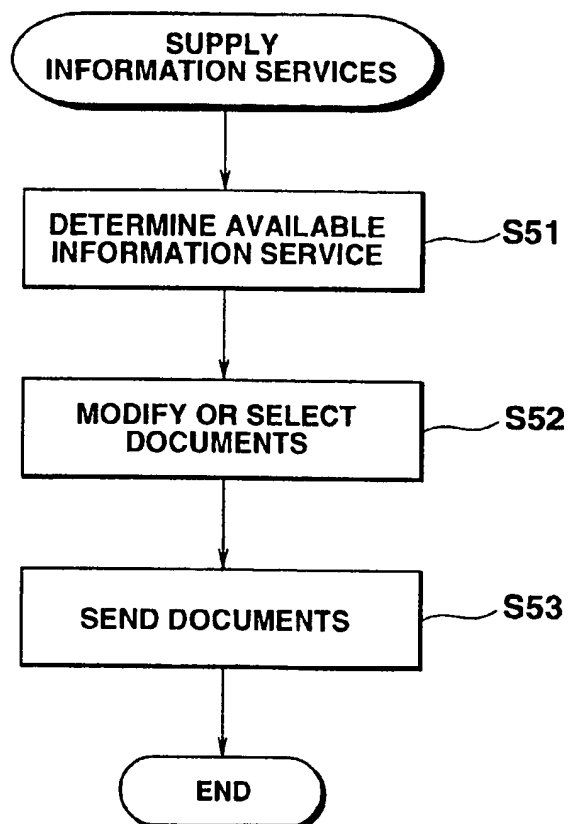 SUPPLY
INFORMATION SERVICES
DETERMINE AVAILABLE
INFORMATION SERVICE
S51
MODIFY OR SELECT
DOCUMENTS
S52
SEND DOCUMENTS
S53
END